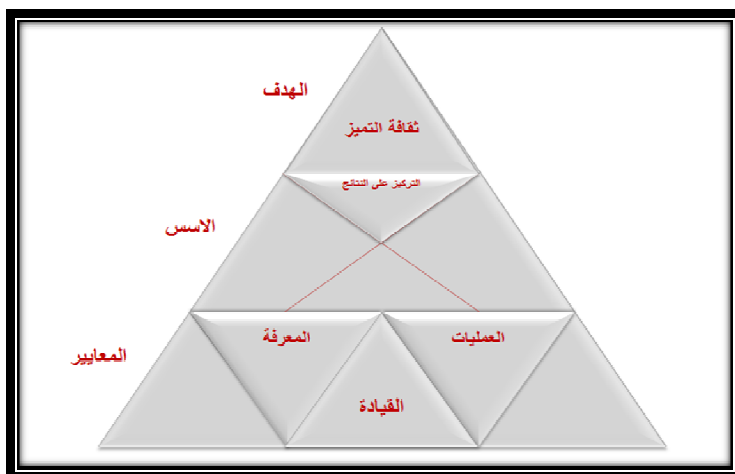 الهدف
ثقافة التميز
التركيز على النتائج
الاسس
المعرفة
العمليات
المعايير
القيادة